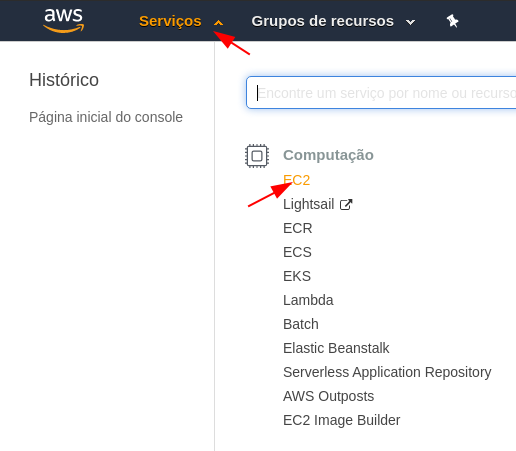 aws Serviços Grupos de recursos
Histórico
Página inicial do console
Encontre um serviço por nome ou recurso
Computação
EC2
Lightsail
ECR
ECS
EKS
Lambda
Batch
Elastic Beanstalk
Serverless Application Repository
AWS Outposts
EC2 Image Builder